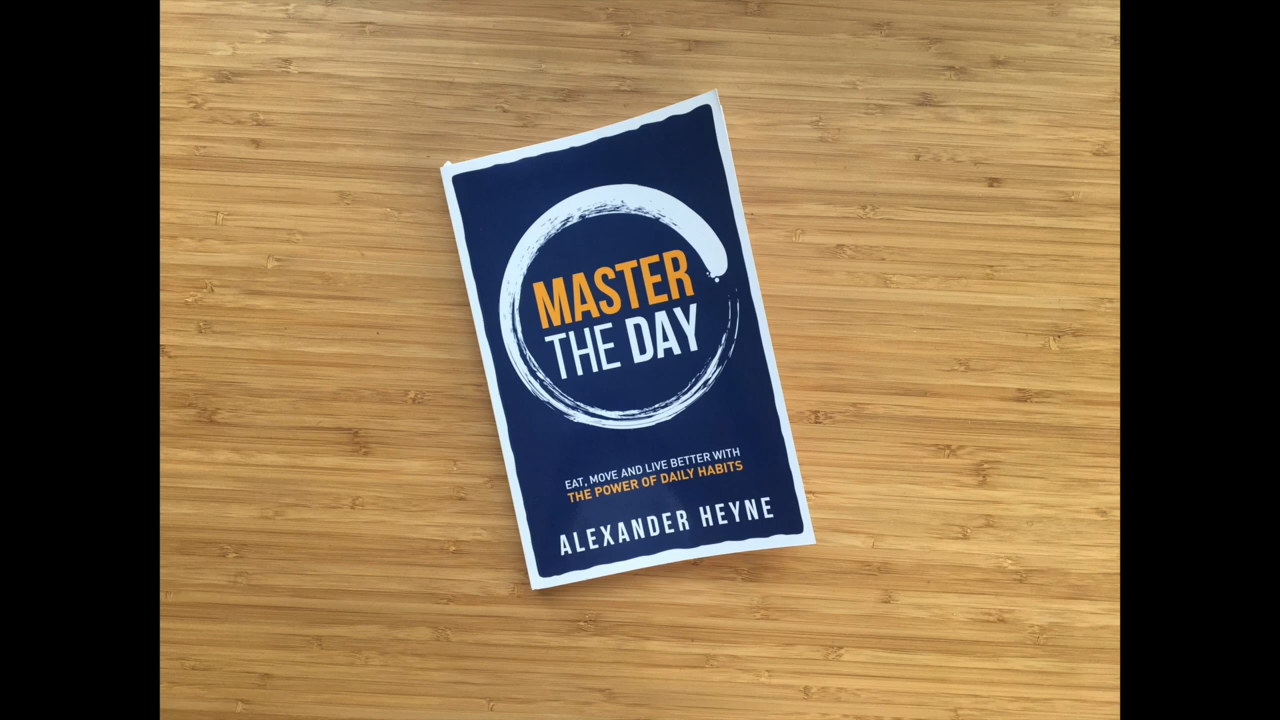 MASTER
THE DAY
EAT, MOVE AND LIVE BETTER WITH
THE POWER OF DAILY HABITS
ALEXANDER HEYNE